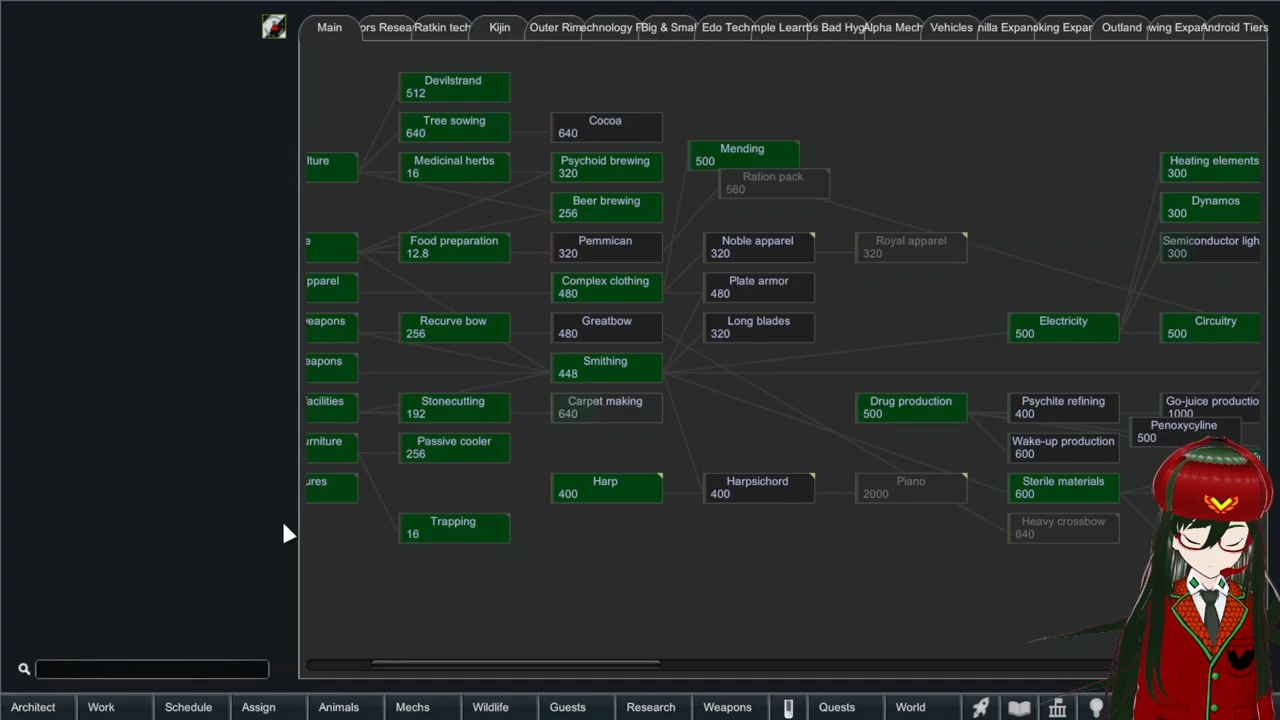 Main
ors Resea
Ratkin tech
Kijin
Outer Rim
echnology F
Big & Smal
Edo Tech
mple Learn
s Bad Hyg
Alpha Mech
Vehicles
nilla Expand
king Expan
Outland
wing Expan
Android Tiers
Devilstrand
512
Tree sowing
640
Cocoa
640
Mending
500
lture
Medicinal herbs
16
Psychoid brewing
320
Ration pack
560
Heating elements
300
Beer brewing
256
Dynamos
300
e
Food preparation
12.8
Pemmican
320
Noble apparel
320
Royal apparel
320
Semiconductor ligh
300
pparel
Complex clothing
480
Plate armor
480
eapons
Recurve bow
256
Greatbow
480
Long blades
320
Electricity
500
Circuitry
500
eapons
Smithing
448
facilities
Stonecutting
192
Carpet making
640
Drug production
500
Psychite refining
400
Go-juice productio
1000
Penoxycyline
500
urniture
Passive cooler
256
Wake-up production
600
ures
Harp
400
Harpsichord
400
Piano
2000
Sterile materials
600
Trapping
16
Heavy crossbow
640
Architect
Work
Schedule
Assign
Animals
Mechs
Wildlife
Guests
Research
Weapons
Quests
World